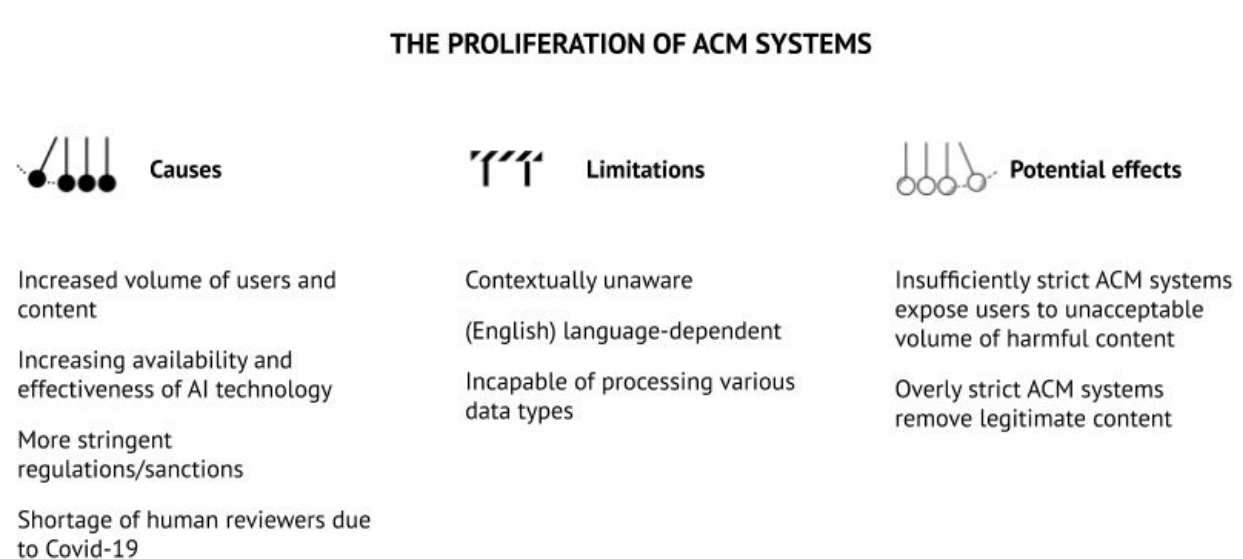 THE PROLIFERATION OF ACM SYSTEMS
Causes
Increased volume of users and
content
Increasing availability and
effectiveness of AI technology
More stringent
regulations/sanctions
Shortage of human reviewers due
to Covid-19
Limitations
Contextually unaware
(English) language-dependent
Incapable of processing various
data types
Potential effects
Insufficiently strict ACM systems
expose users to unacceptable
volume of harmful content
Overly strict ACM systems
remove legitimate content